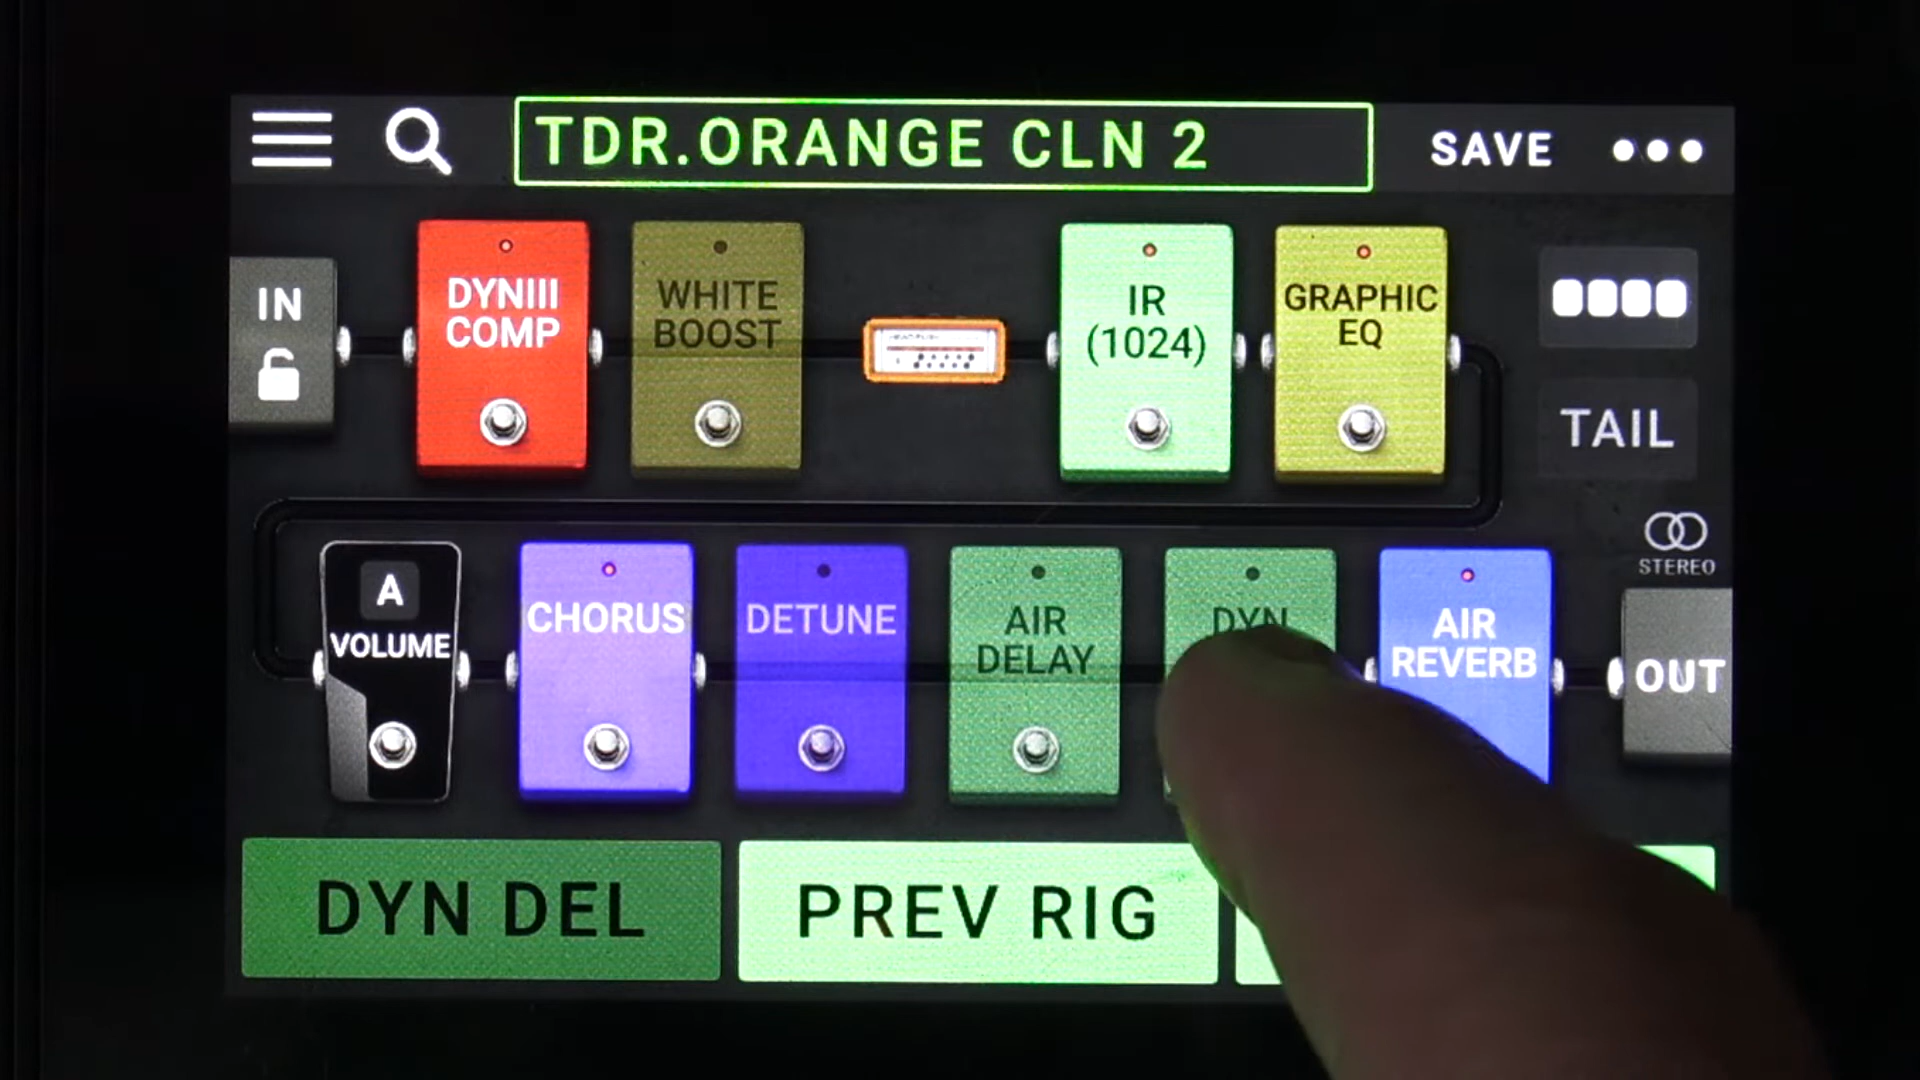 TDR.ORANGE CLN 2
SAVE
IN
DYNIII
COMP
WHITE
BOOST
IR
(1024)
GRAPHIC
EQ
TAIL
STEREO
A
VOLUME
CHORUS
DETUNE
AIR
DELAY
DYN
AIR
REVERB
OUT
DYN DEL
PREV RIG